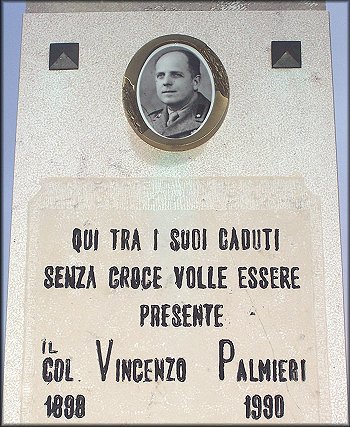 QUI TRA I SUOI CADUTI
SENZA CROCE VOLLE ESSERE
PRESENTE
IL
COL. VINCENZO PALMIERI
1898 1990